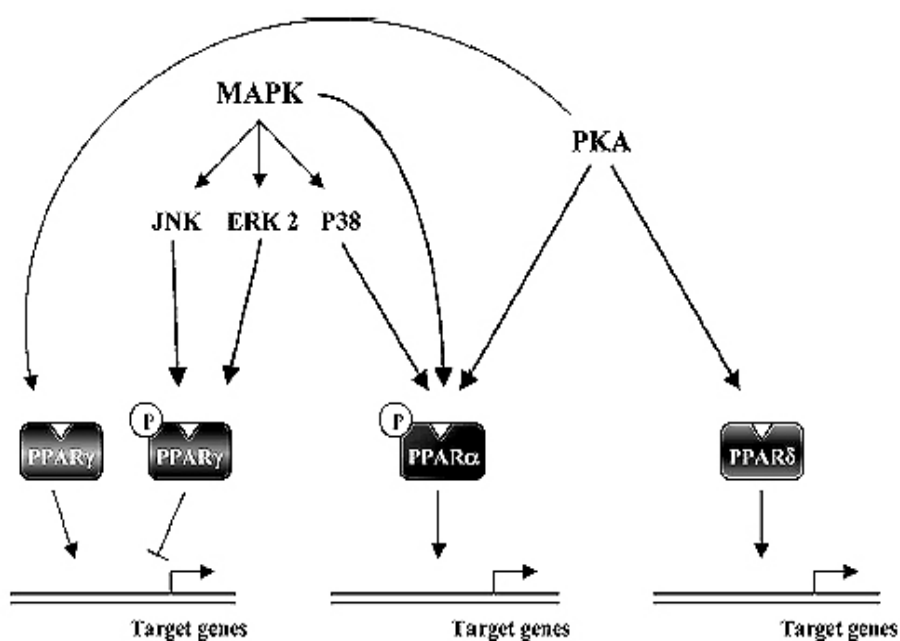 MAPK
PKA
JNK ERK 2 P38
P P
PPARγ PPARγ PPARα PPARδ
Target genes Target genes Target genes